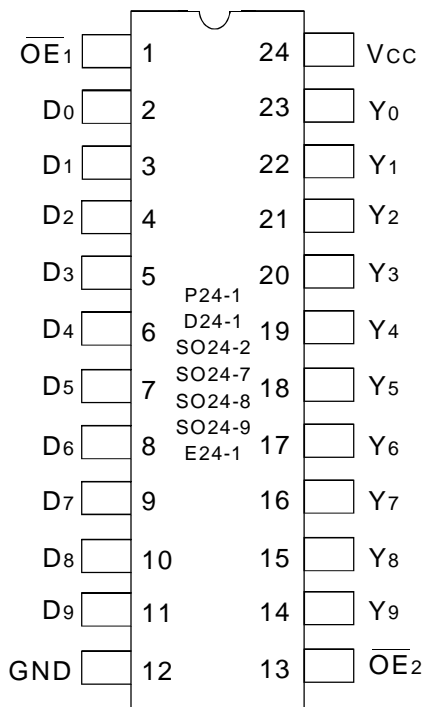 O̅E̅1 1 24 VCC
D0 2 23 Y0
D1 3 22 Y1
D2 4 21 Y2
D3 5 20 Y3
P24-1
D24-1
D4 6 19 Y4
SO24-2
SO24-7
D5 7 18 Y5
SO24-8
SO24-9
D6 8 17 Y6
E24-1
D7 9 16 Y7
D8 10 15 Y8
D9 11 14 Y9
GND 12 13 O̅E̅2